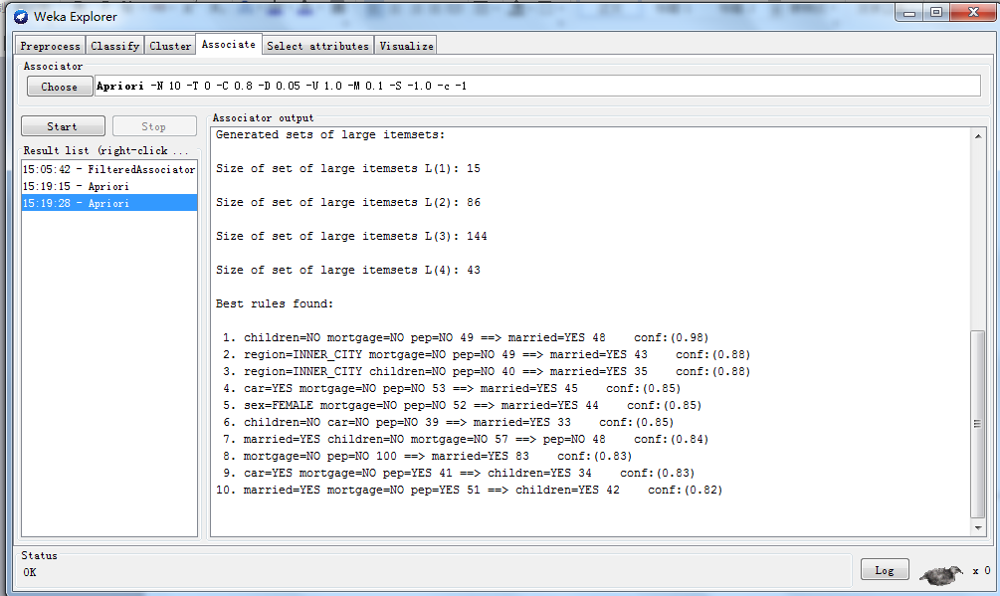 Weka Explorer
Preprocess Classify Cluster Associate Select attributes Visualize
Associator
Choose Apriori -N 10 -T 0 -C 0.8 -D 0.05 -U 1.0 -M 0.1 -S -1.0 -c -1
Start Stop
Result list (right-click ...
15:05:42 - FilteredAssociator
15:19:15 - Apriori
15:19:28 - Apriori
Associator output
Generated sets of large itemsets:
Size of set of large itemsets L(1): 15
Size of set of large itemsets L(2): 86
Size of set of large itemsets L(3): 144
Size of set of large itemsets L(4): 43
Best rules found:
1. children=NO mortgage=NO pep=NO 49 ==> married=YES 48 conf:(0.98)
2. region=INNER_CITY mortgage=NO pep=NO 49 ==> married=YES 43 conf:(0.88)
3. region=INNER_CITY children=NO pep=NO 40 ==> married=YES 35 conf:(0.88)
4. car=YES mortgage=NO pep=NO 53 ==> married=YES 45 conf:(0.85)
5. sex=FEMALE mortgage=NO pep=NO 52 ==> married=YES 44 conf:(0.85)
6. children=NO car=NO pep=NO 39 ==> married=YES 33 conf:(0.85)
7. married=YES children=NO mortgage=NO 57 ==> pep=NO 48 conf:(0.84)
8. mortgage=NO pep=NO 100 ==> married=YES 83 conf:(0.83)
9. car=YES mortgage=NO pep=YES 41 ==> children=YES 34 conf:(0.83)
10. married=YES mortgage=NO pep=YES 51 ==> children=YES 42 conf:(0.82)
Status
OK
Log x 0